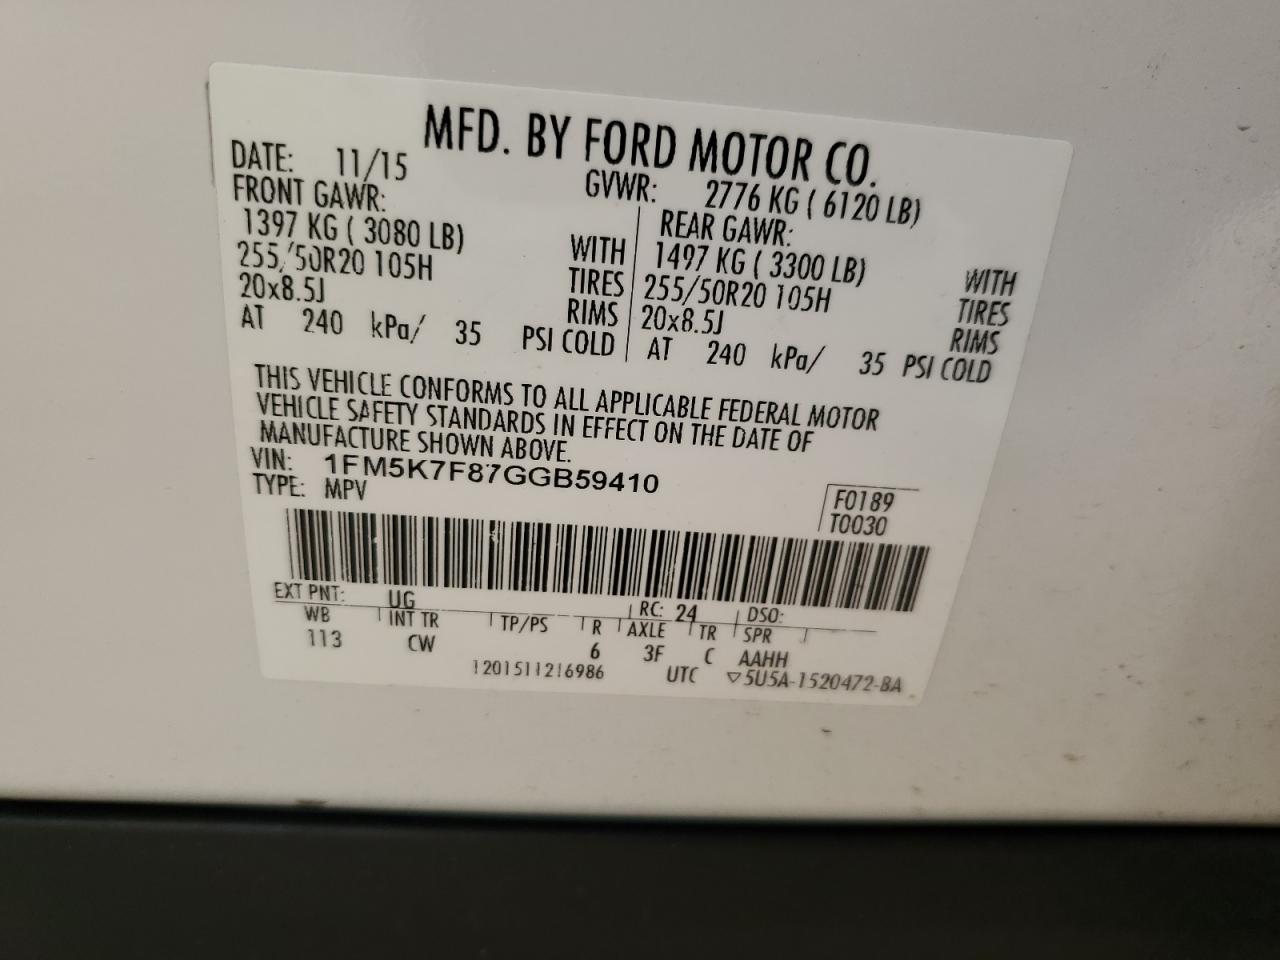 MFD. BY FORD MOTOR CO.
DATE: 11/15 GVWR: 2776 KG ( 6120 LB)
FRONT GAWR: REAR GAWR:
1397 KG ( 3080 LB) WITH 1497 KG ( 3300 LB) WITH
255/50R20 105H TIRES 255/50R20 105H TIRES
20x8.5J RIMS 20x8.5J RIMS
AT 240 kPa/ 35 PSI COLD AT 240 kPa/ 35 PSI COLD
THIS VEHICLE CONFORMS TO ALL APPLICABLE FEDERAL MOTOR
VEHICLE SAFETY STANDARDS IN EFFECT ON THE DATE OF
MANUFACTURE SHOWN ABOVE.
VIN: 1FM5K7F87GGB59410
TYPE: MPV F0189
T0030
EXT PNT: UG RC: 24 DSO:
WB INT TR TP/PS R AXLE TR SPR
113 CW 6 3F C AAHH
1201511216986 UTC ▽5U5A-1520472-BA